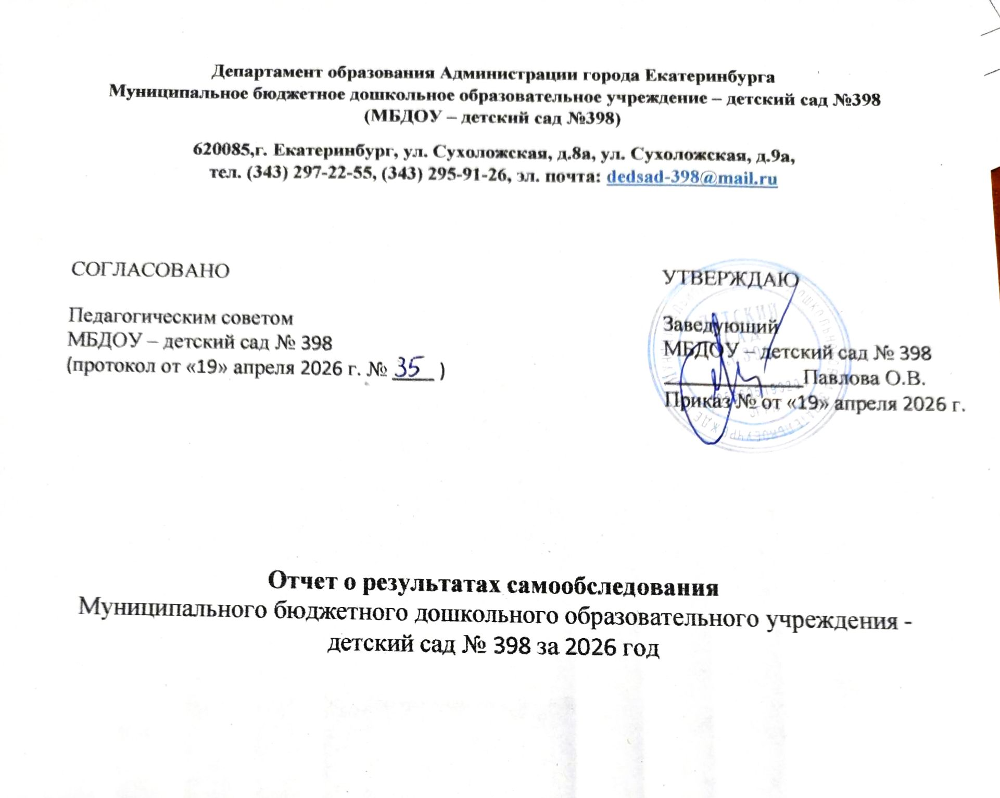 Департамент образования Администрации города Екатеринбурга
Муниципальное бюджетное дошкольное образовательное учреждение – детский сад №398
(МБДОУ – детский сад №398)
620085,г. Екатеринбург, ул. Сухоложская, д.8а, ул. Сухоложская, д.9а,
тел. (343) 297-22-55, (343) 295-91-26, эл. почта: dedsad-398@mail.ru
СОГЛАСОВАНО
Педагогическим советом
МБДОУ – детский сад № 398
(протокол от «19» апреля 2026 г. № 35 )
УТВЕРЖДАЮ
Заведующий
МБДОУ – детский сад № 398
Павлова О.В.
Приказ № от «19» апреля 2026 г.
ДЕТСКИЙ
САД
Отчет о результатах самообследования
Муниципального бюджетного дошкольного образовательного учреждения -
детский сад № 398 за 2026 год